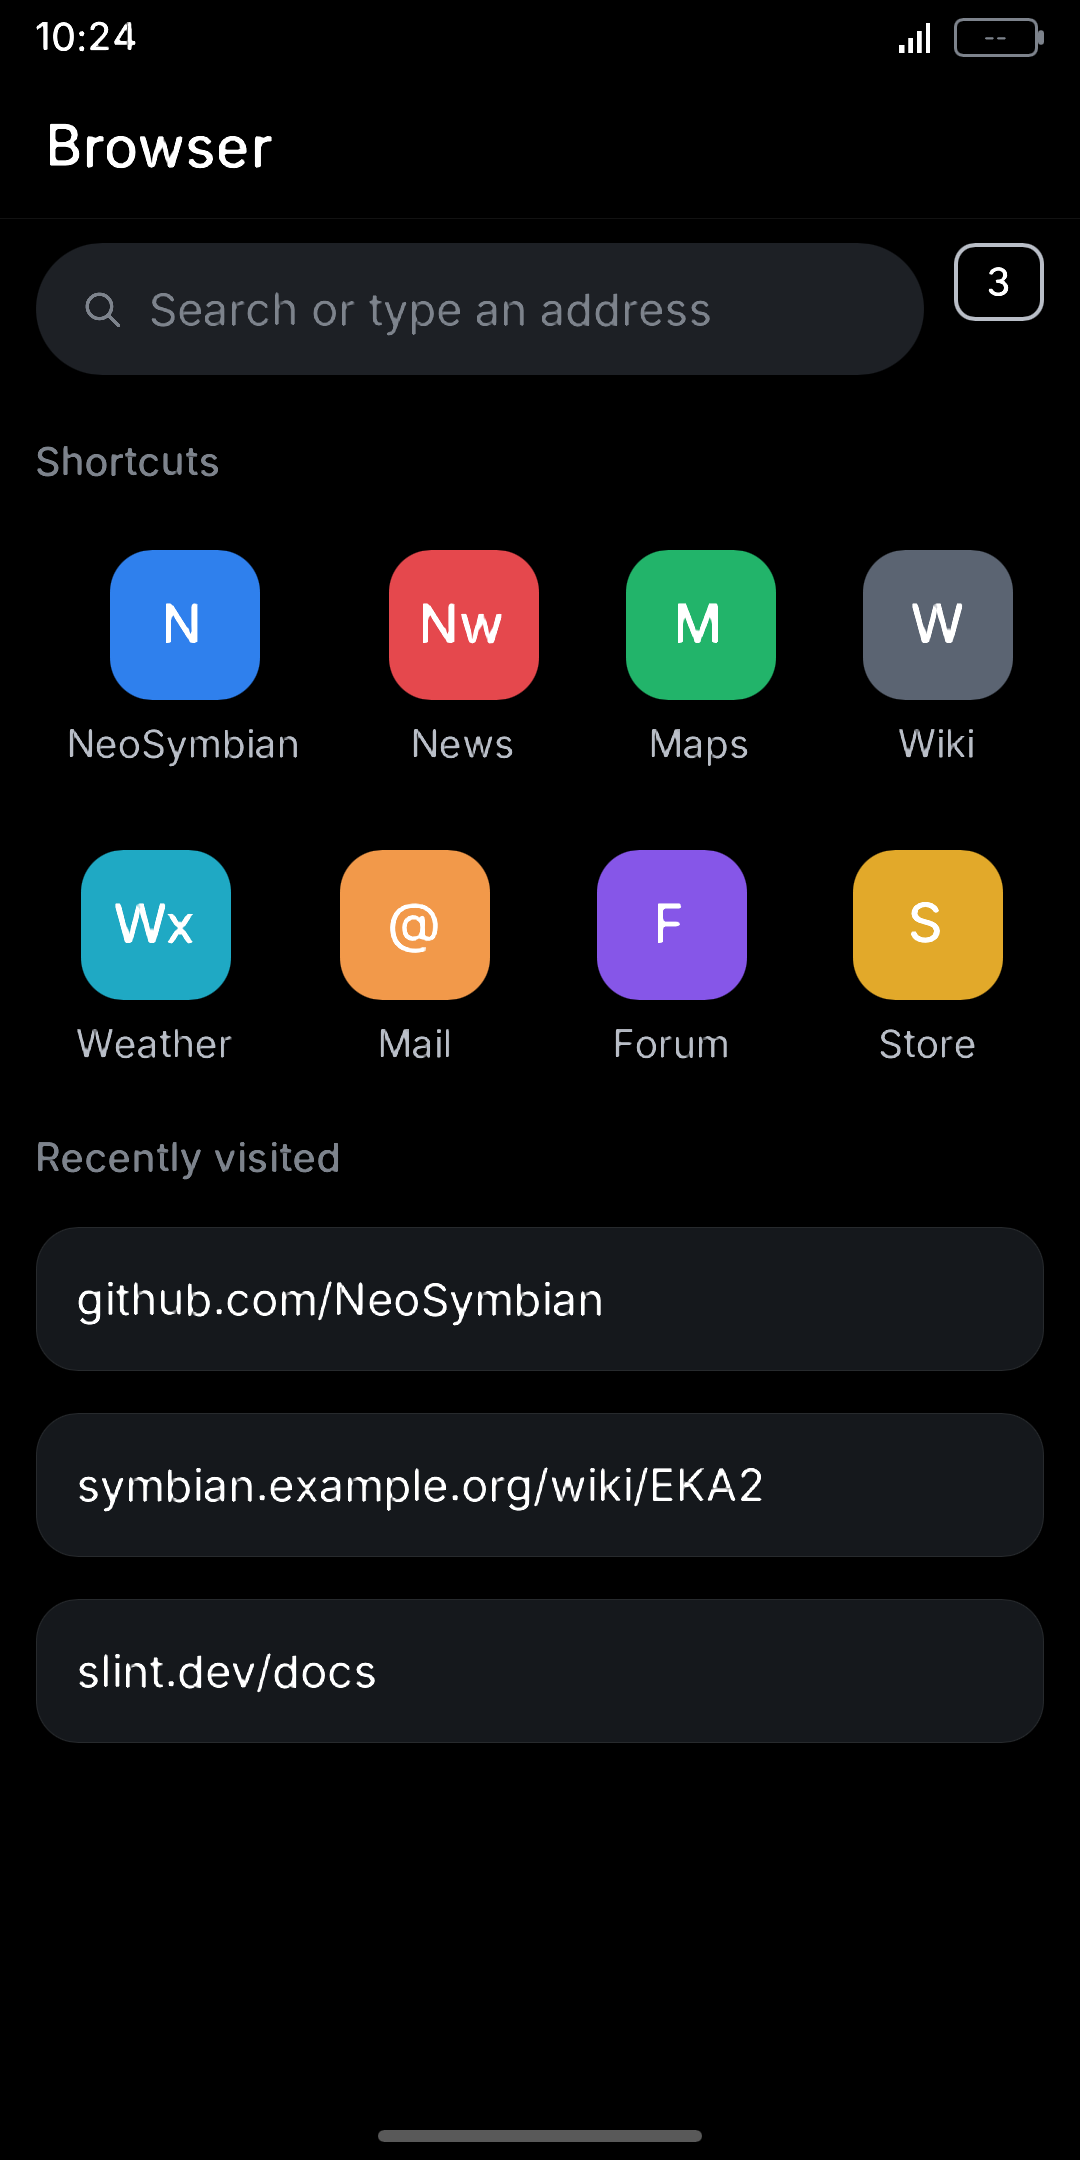 10:24
--
Browser
Search or type an address
3
Shortcuts
N
Nw
M
W
NeoSymbian
News
Maps
Wiki
Wx
@
F
S
Weather
Mail
Forum
Store
Recently visited
github.com/NeoSymbian
symbian.example.org/wiki/EKA2
slint.dev/docs